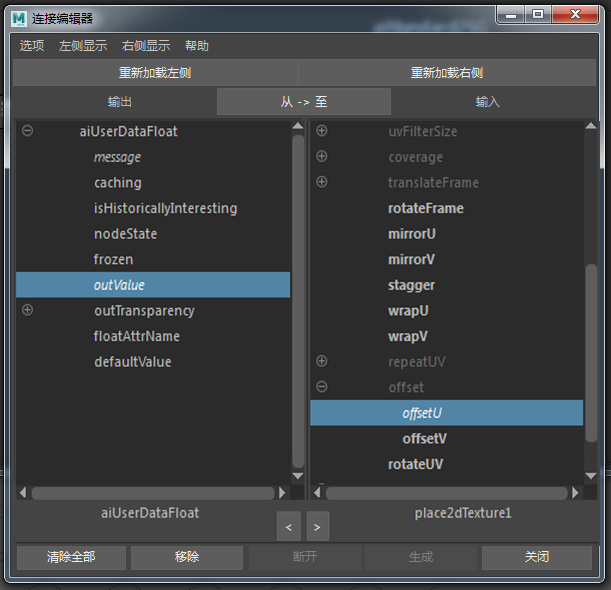 连接编辑器
选项 左侧显示 右侧显示 帮助
重新加载左侧 重新加载右侧
输出 从 -> 至 输入
aiUserDataFloat
message
caching
isHistoricallyInteresting
nodeState
frozen
outValue
outTransparency
floatAttrName
defaultValue
uvFilterSize
coverage
translateFrame
rotateFrame
mirrorU
mirrorV
stagger
wrapU
wrapV
repeatUV
offset
offsetU
offsetV
rotateUV
aiUserDataFloat < > place2dTexture1
清除全部 移除 断开 生成 关闭